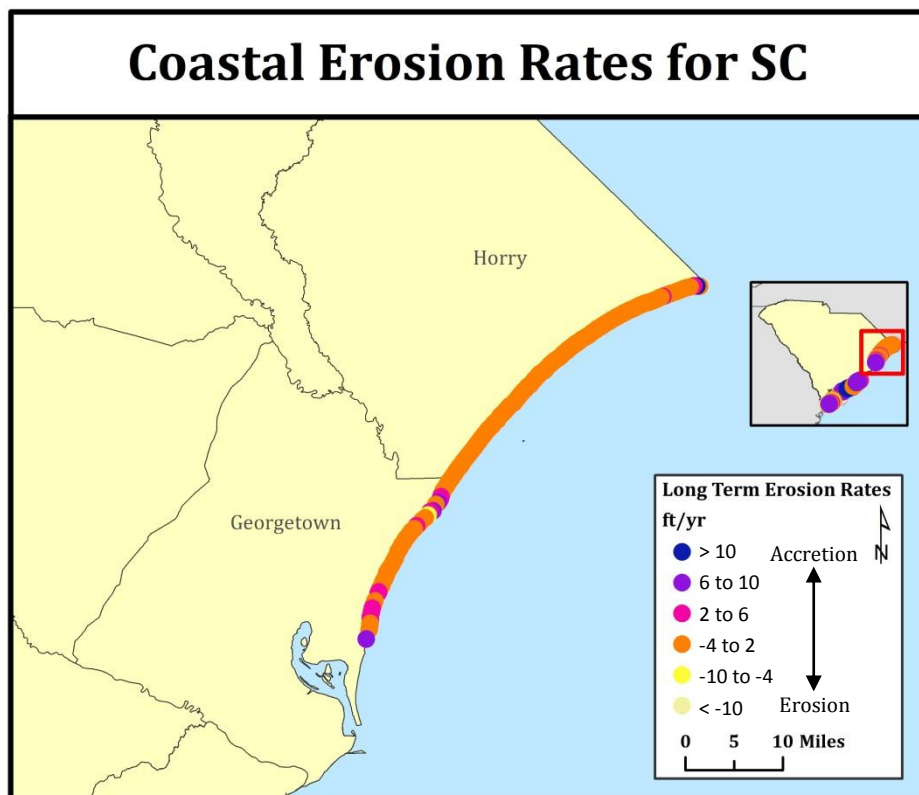 Coastal Erosion Rates for SC
Horry
Georgetown
Long Term Erosion Rates
ft/yr
N
> 10
Accretion
6 to 10
2 to 6
-4 to 2
-10 to -4
< -10
Erosion
0 5 10 Miles